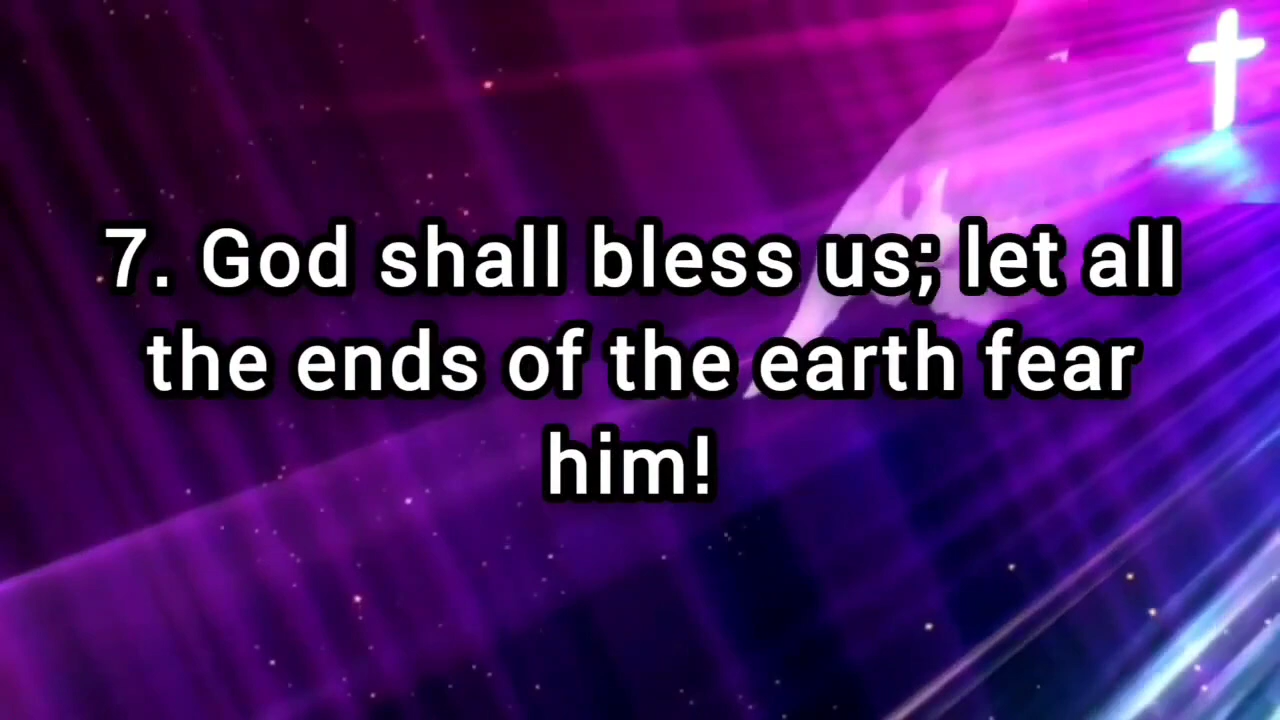 7. God shall bless us; let all
the ends of the earth fear
him!